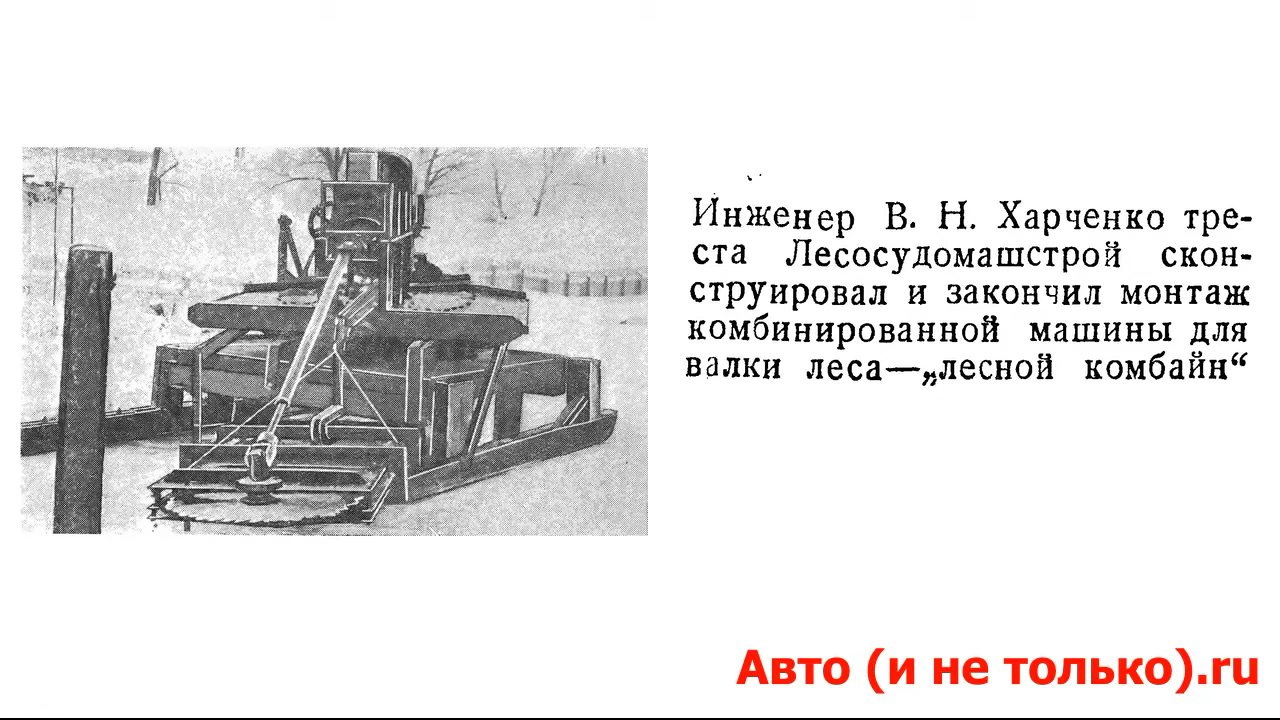 Инженер В. Н. Харченко тре-
ста Лесосудомашстрой скон-
струировал и закончил монтаж
комбинированной машины для
валки леса—„лесной комбайн“
Авто (и не только).ru